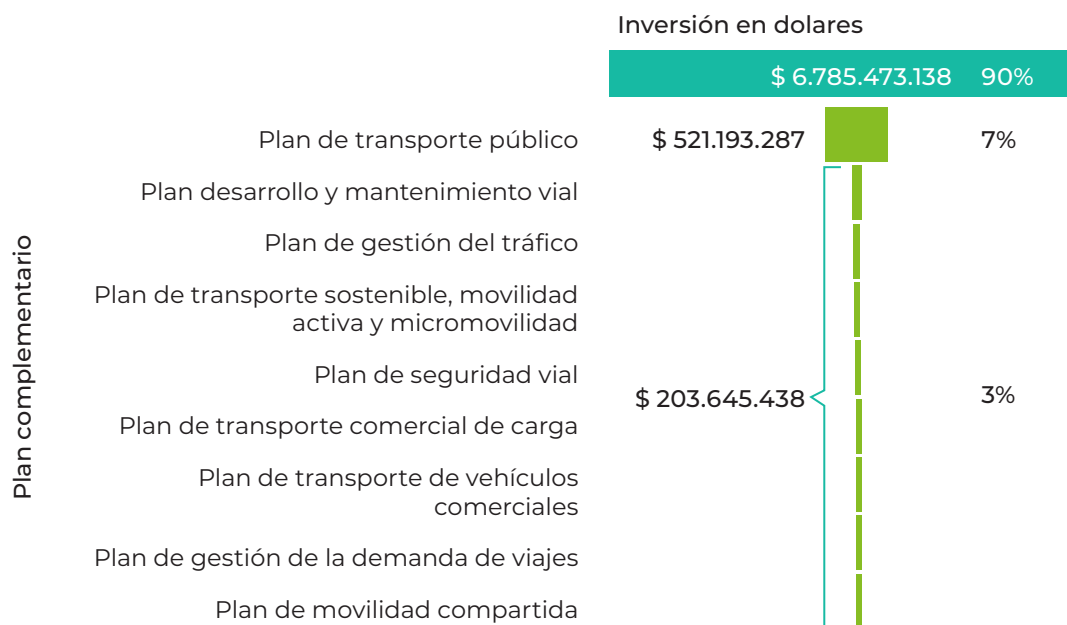 Inversión en dolares
$ 6.785.473.138 90%
Plan de transporte público $ 521.193.287 7%
Plan desarrollo y mantenimiento vial
Plan de gestión del tráfico
Plan de transporte sostenible, movilidad
activa y micromovilidad
Plan de seguridad vial
$ 203.645.438 3%
Plan de transporte comercial de carga
Plan de transporte de vehículos
comerciales
Plan de gestión de la demanda de viajes
Plan de movilidad compartida
Plan complementario